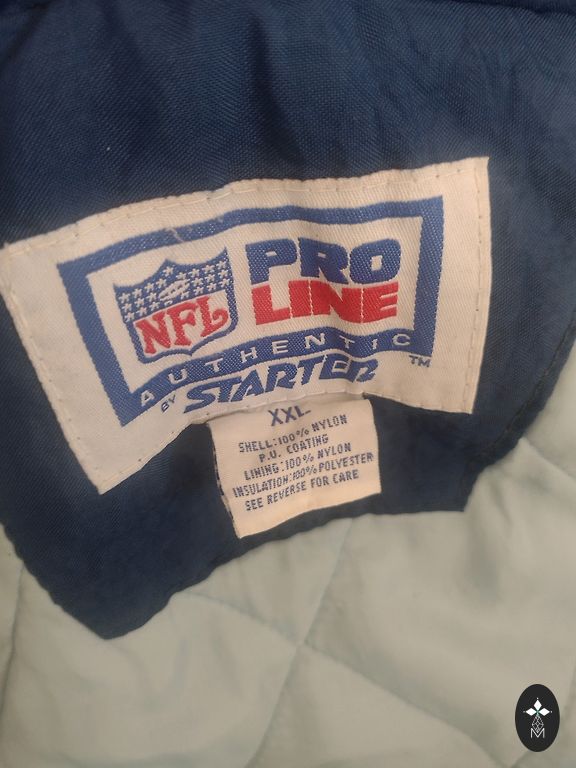 NFL
PRO
LINE
AUTHENTIC
BY STARTER
TM
XXL
SHELL:100% NYLON
P.U. COATING
LINING:100% NYLON
INSULATION:100% POLYESTER
SEE REVERSE FOR CARE
M